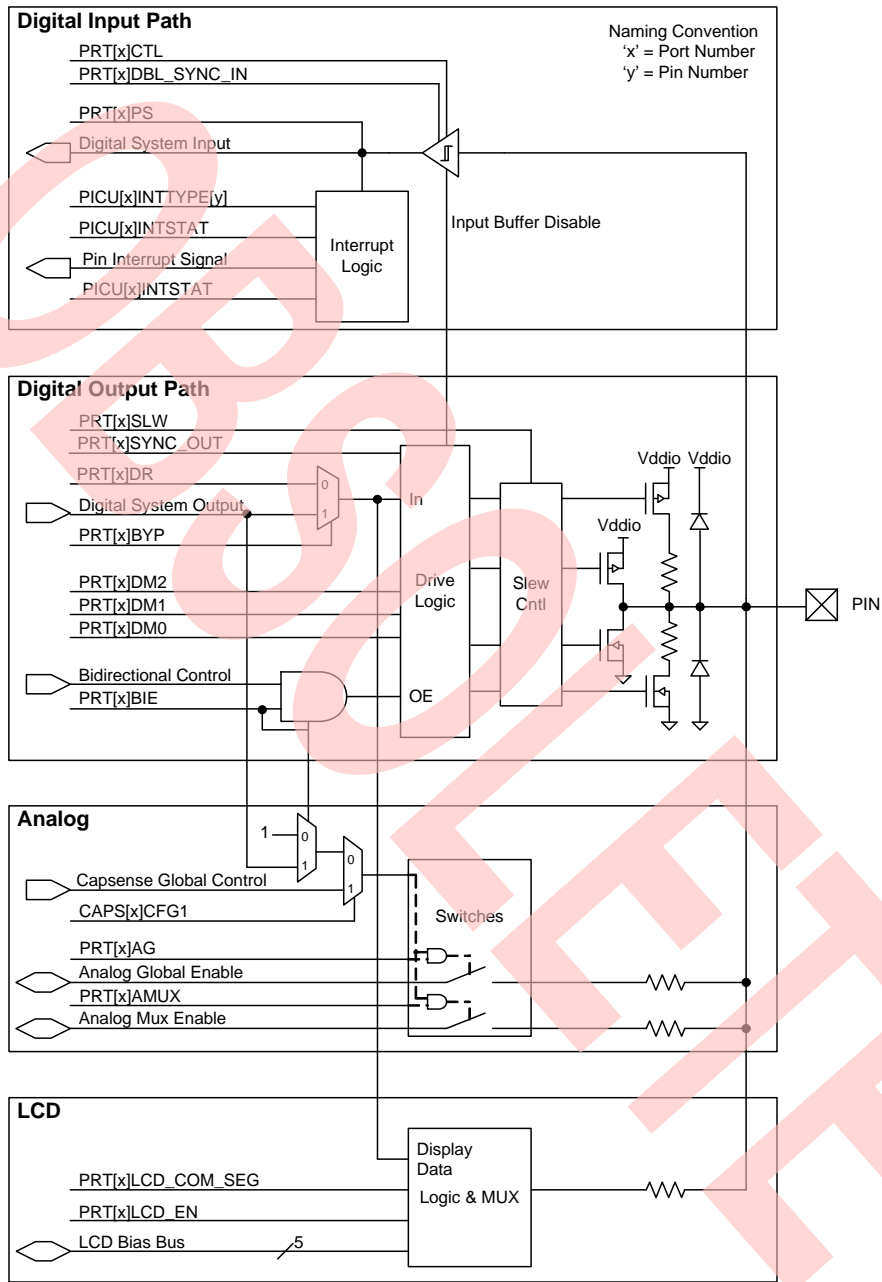 Digital Input Path
Naming Convention
‘x’ = Port Number
‘y’ = Pin Number
PRT[x]CTL
PRT[x]DBL_SYNC_IN
PRT[x]PS
Digital System Input
PICU[x]INTTYPE[y]
PICU[x]INTSTAT
Pin Interrupt Signal
PICU[x]INTSTAT
Interrupt
Logic
Input Buffer Disable
Digital Output Path
PRT[x]SLW
PRT[x]SYNC_OUT
PRT[x]DR
Digital System Output
PRT[x]BYP
0
1
In
Vddio Vddio
Vddio
PRT[x]DM2
PRT[x]DM1
PRT[x]DM0
Drive
Logic
Slew
Cntl
PIN
Bidirectional Control
PRT[x]BIE
OE
Analog
1
0
1
0
1
Capsense Global Control
CAPS[x]CFG1
Switches
PRT[x]AG
Analog Global Enable
PRT[x]AMUX
Analog Mux Enable
LCD
Display
Data
Logic & MUX
PRT[x]LCD_COM_SEG
PRT[x]LCD_EN
LCD Bias Bus
5
OBSOLETE